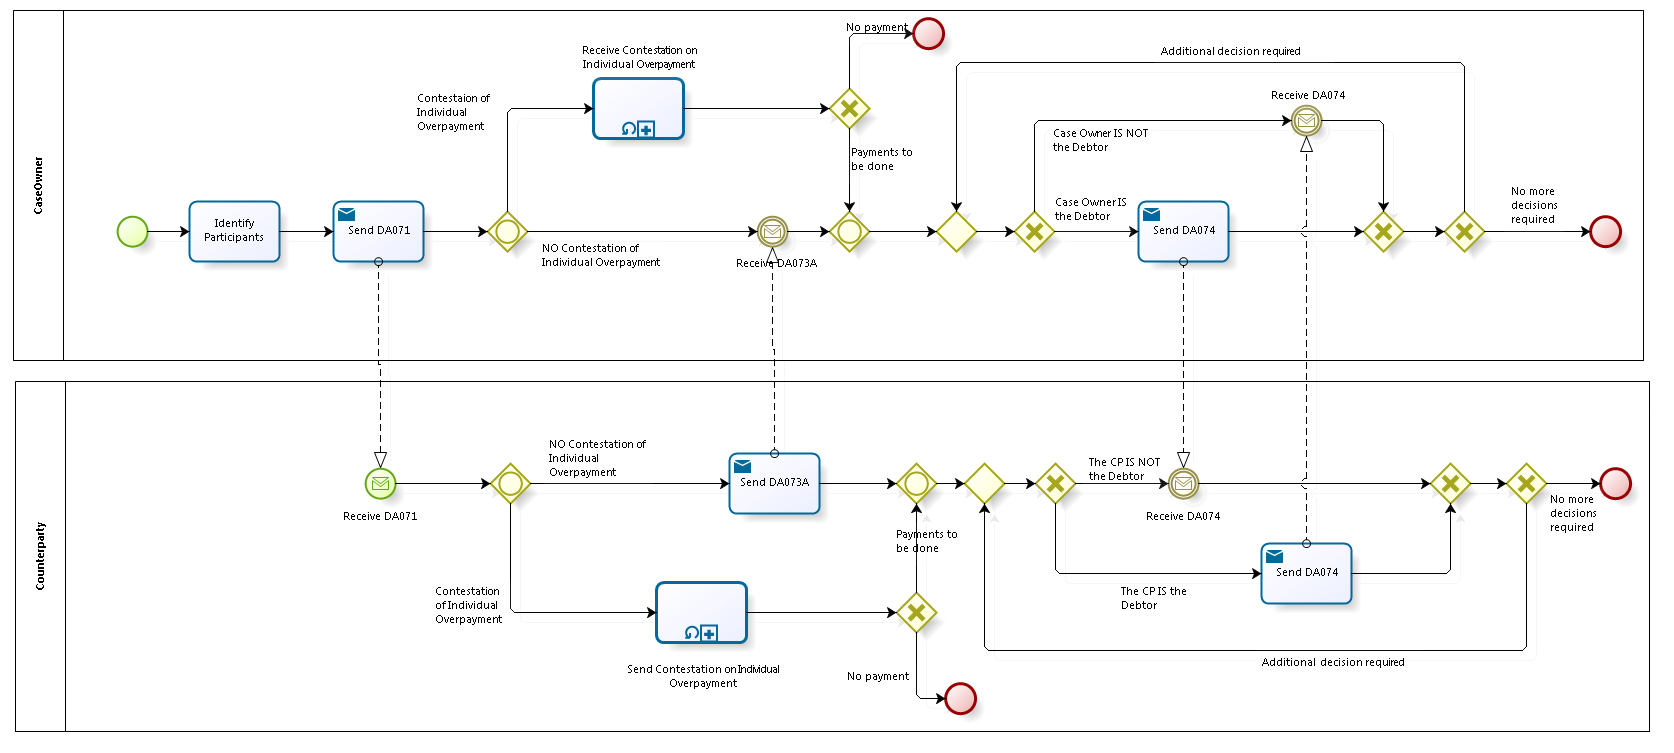 CaseOwner
No payment
Receive Contestation on
Individual Overpayment
Additional decision required
Contestaion of
Individual
Overpayment
Receive DA074
Case Owner IS NOT
the Debtor
Payments to
be done
Identify
Participants
Send DA071
NO Contestation of
Individual Overpayment
Receive DA073A
Case Owner IS
the Debtor
Send DA074
No more
decisions
required
Counterparty
Receive DA071
NO Contestation of
Individual
Overpayment
Send DA073A
Contestation
of Individual
Overpayment
Send Contestation on Individual
Overpayment
Payments to
be done
No payment
The CP IS NOT
the Debtor
Receive DA074
The CP IS the
Debtor
Send DA074
Additional decision required
No more
decisions
required